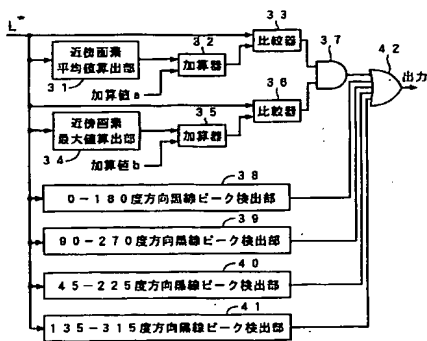 L*
近傍画素
平均値算出部
31
加算値a
32
加算器
33
比較器
近傍画素
最大値算出部
34
加算値b
35
加算器
36
比較器
37
42
出力
38
0-180度方向黒線ピーク検出部
39
90-270度方向黒線ピーク検出部
40
45-225度方向黒線ピーク検出部
41
135-315度方向黒線ピーク検出部